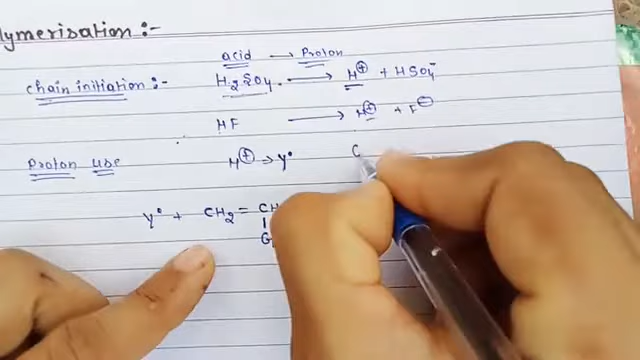 lymerisation :-
acid → Proton
chain initiation :- H₂SO₄. → H⊕ + HSO₄⁻
HF → H⊕ + F⊖
Proton use H⊕ → Y• C
Y• + CH₂ = CH
|
G